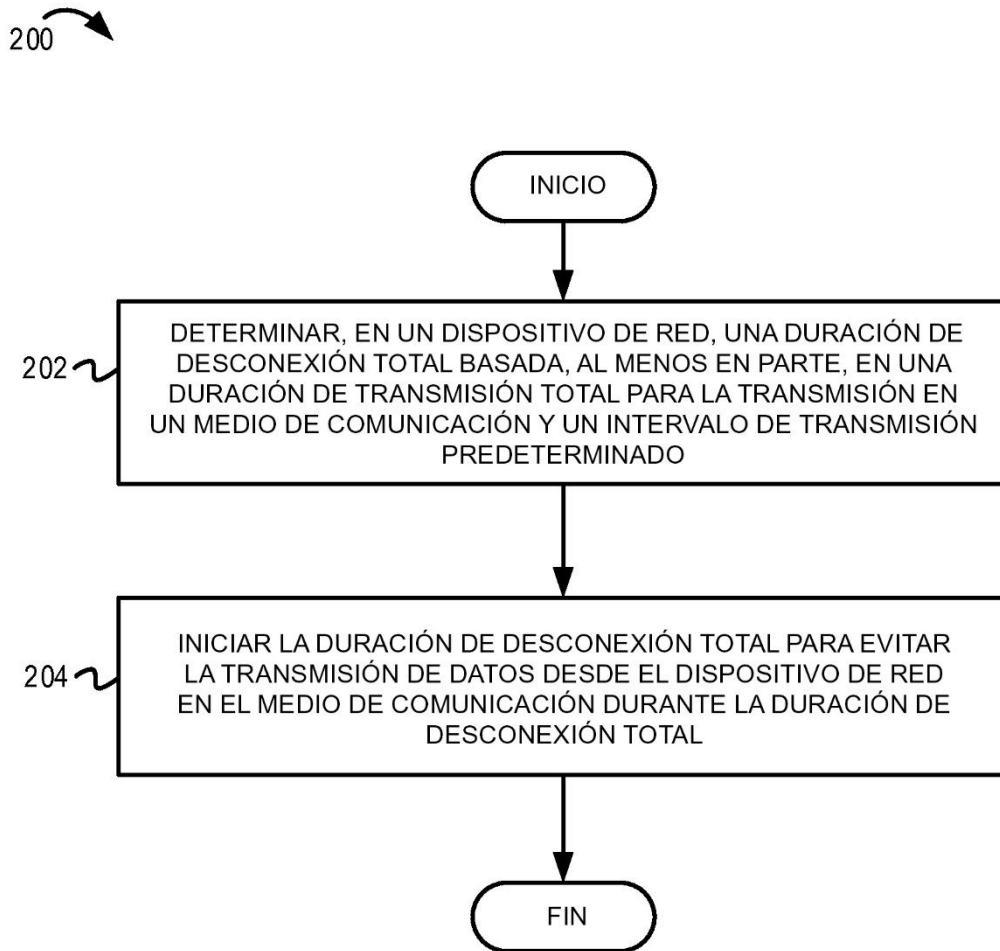 200
INICIO
202
DETERMINAR, EN UN DISPOSITIVO DE RED, UNA DURACIÓN DE
DESCONEXIÓN TOTAL BASADA, AL MENOS EN PARTE, EN UNA
DURACIÓN DE TRANSMISIÓN TOTAL PARA LA TRANSMISIÓN EN
UN MEDIO DE COMUNICACIÓN Y UN INTERVALO DE TRANSMISIÓN
PREDETERMINADO
204
INICIAR LA DURACIÓN DE DESCONEXIÓN TOTAL PARA EVITAR
LA TRANSMISIÓN DE DATOS DESDE EL DISPOSITIVO DE RED
EN EL MEDIO DE COMUNICACIÓN DURANTE LA DURACIÓN DE
DESCONEXIÓN TOTAL
FIN